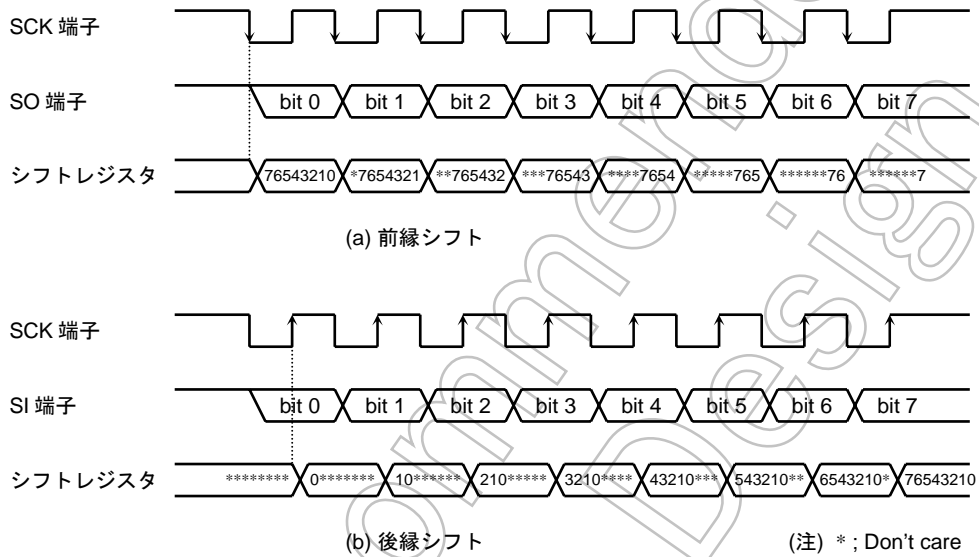 SCK 端子
SO 端子 bit 0 bit 1 bit 2 bit 3 bit 4 bit 5 bit 6 bit 7
シフトレジスタ 76543210 *7654321 **765432 ***76543 ****7654 *****765 ******76 ******7
(a) 前縁シフト
SCK 端子
SI 端子 bit 0 bit 1 bit 2 bit 3 bit 4 bit 5 bit 6 bit 7
シフトレジスタ ******** 0******* 10****** 210***** 3210**** 43210*** 543210** 6543210* 76543210
(b) 後縁シフト (注) * ; Don't care
ommen
Design